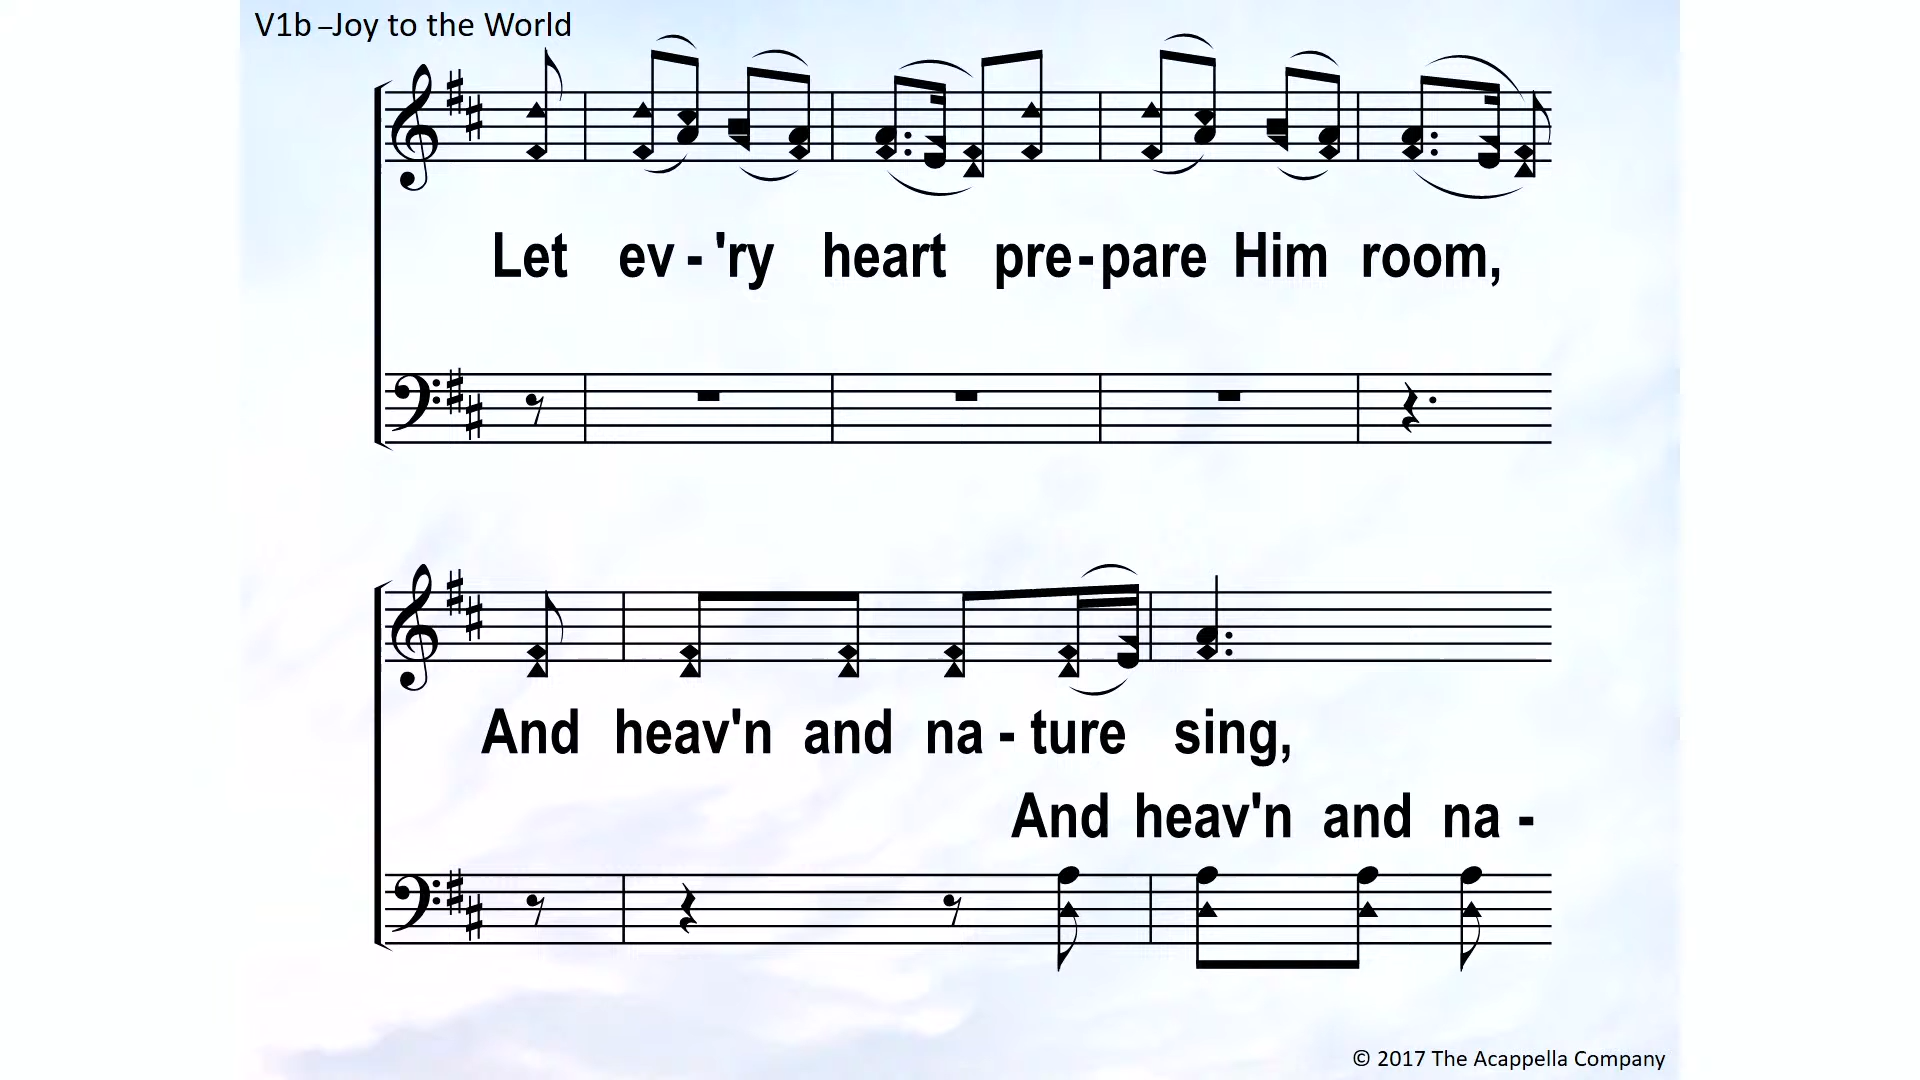 V1b –Joy to the World
Let ev - 'ry heart pre - pare Him room,
And heav'n and na - ture sing,
And heav'n and na -
© 2017 The Acappella Company